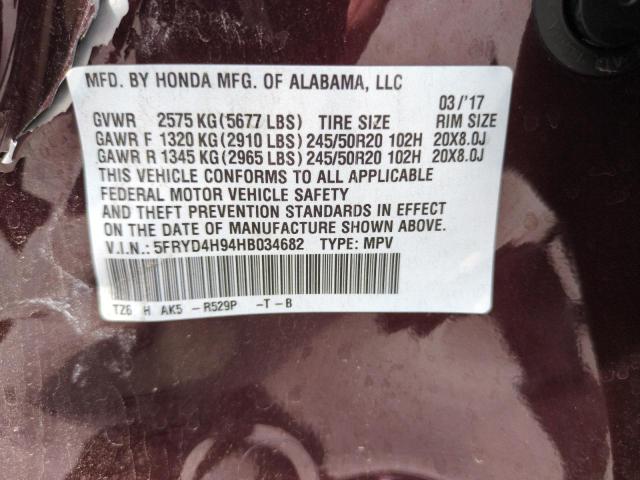 MFD. BY HONDA MFG. OF ALABAMA, LLC
03/'17
GVWR 2575 KG(5677 LBS) TIRE SIZE RIM SIZE
GAWR F 1320 KG(2910 LBS) 245/50R20 102H 20X8.0J
GAWR R 1345 KG(2965 LBS) 245/50R20 102H 20X8.0J
THIS VEHICLE CONFORMS TO ALL APPLICABLE
FEDERAL MOTOR VEHICLE SAFETY
AND THEFT PREVENTION STANDARDS IN EFFECT
ON THE DATE OF MANUFACTURE SHOWN ABOVE.
V.I.N.: 5FRYD4H94HB034682 TYPE: MPV
TZ6 H AK5 -R529P -T-B